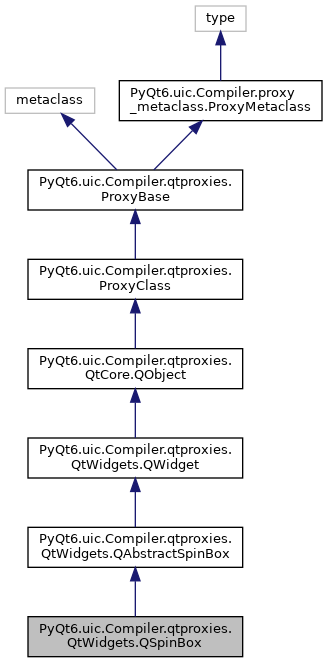 type
PyQt6.uic.Compiler.proxy
_metaclass.ProxyMetaclass
metaclass
PyQt6.uic.Compiler.qtproxies.
ProxyBase
PyQt6.uic.Compiler.qtproxies.
ProxyClass
PyQt6.uic.Compiler.qtproxies.
QtCore.QObject
PyQt6.uic.Compiler.qtproxies.
QtWidgets.QWidget
PyQt6.uic.Compiler.qtproxies.
QtWidgets.QAbstractSpinBox
PyQt6.uic.Compiler.qtproxies.
QtWidgets.QSpinBox